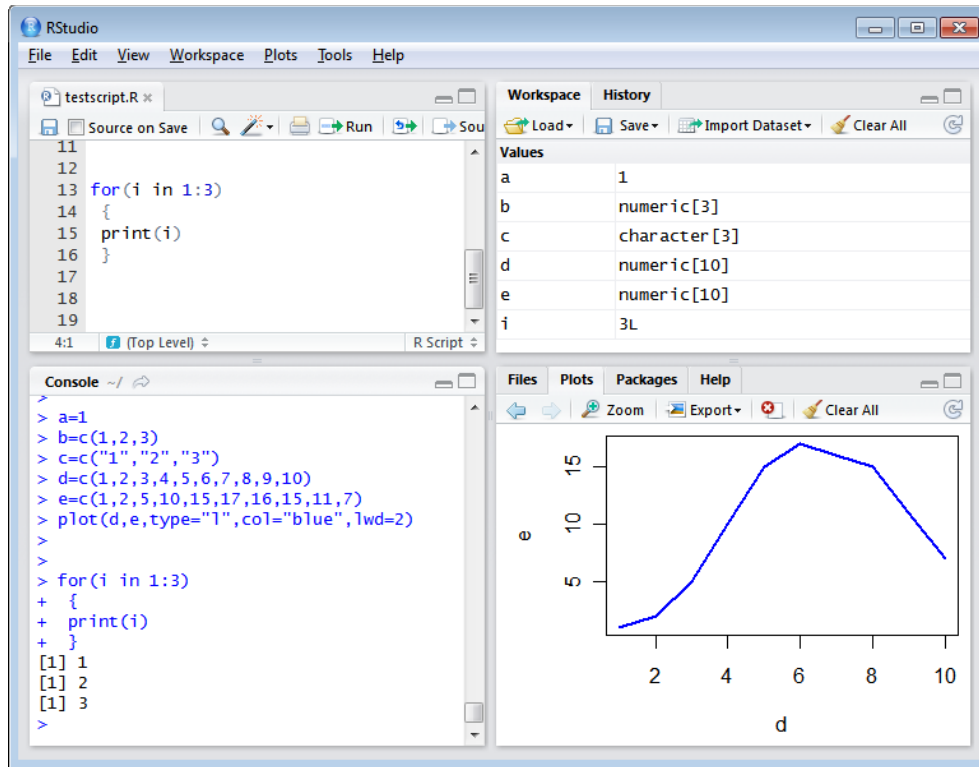 RStudio
File Edit View Workspace Plots Tools Help
testscript.R
Source on Save Run Sou
11
12
13 for(i in 1:3)
14 {
15 print(i)
16 }
17
18
19
4:1 (Top Level) R Script
Workspace History
Load Save Import Dataset Clear All
Values
a 1
b numeric[3]
c character[3]
d numeric[10]
e numeric[10]
i 3L
Console ~/
>
> a=1
> b=c(1,2,3)
> c=c("1","2","3")
> d=c(1,2,3,4,5,6,7,8,9,10)
> e=c(1,2,5,10,15,17,16,15,11,7)
> plot(d,e,type="l",col="blue",lwd=2)
>
>
> for(i in 1:3)
+ {
+ print(i)
+ }
[1] 1
[1] 2
[1] 3
>
Files Plots Packages Help
Zoom Export Clear All
15
10
5
e
2 4 6 8 10
d